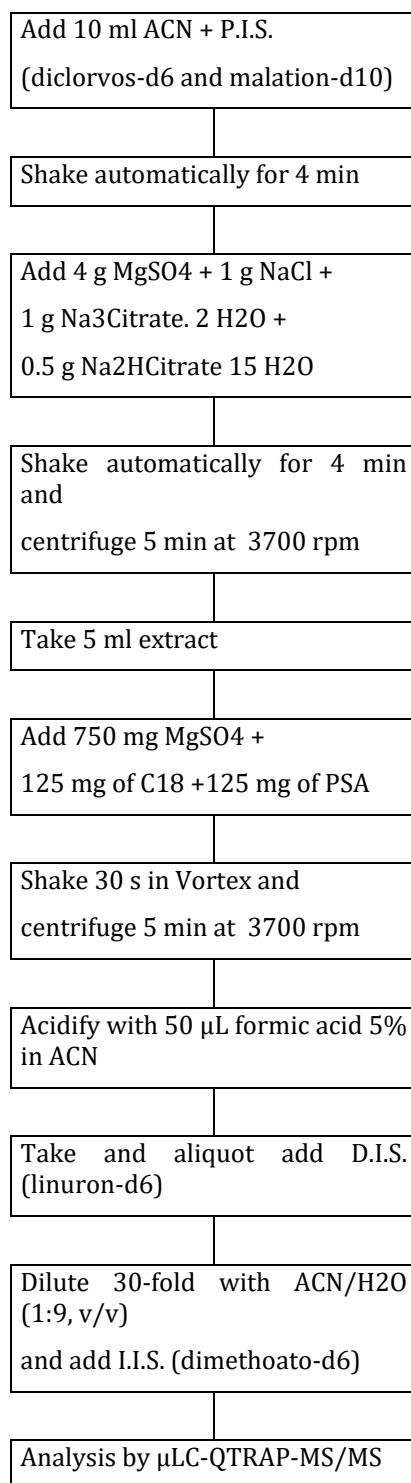 Add 10 ml ACN + P.I.S.
(diclorvos-d6 and malation-d10)
Shake automatically for 4 min
Add 4 g MgSO4 + 1 g NaCl +
1 g Na3Citrate. 2 H2O +
0.5 g Na2HCitrate 15 H2O
Shake automatically for 4 min
and
centrifuge 5 min at 3700 rpm
Take 5 ml extract
Add 750 mg MgSO4 +
125 mg of C18 +125 mg of PSA
Shake 30 s in Vortex and
centrifuge 5 min at 3700 rpm
Acidify with 50 µL formic acid 5%
in ACN
Take and aliquot add D.I.S.
(linuron-d6)
Dilute 30-fold with ACN/H2O
(1:9, v/v)
and add I.I.S. (dimethoato-d6)
Analysis by µLC-QTRAP-MS/MS